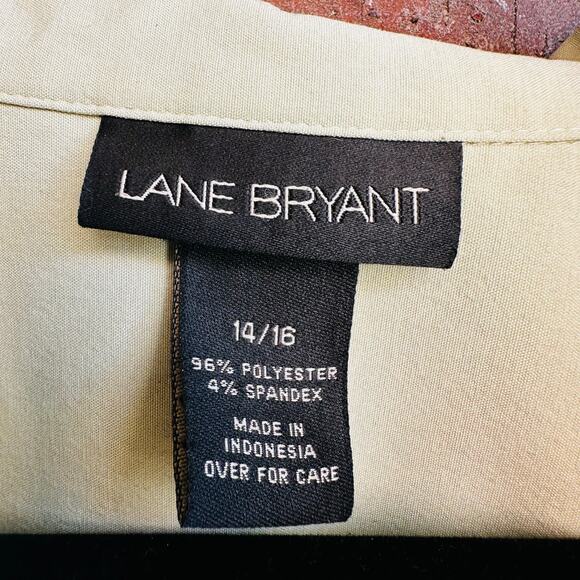 LANE BRYANT
14/16
96% POLYESTER
4% SPANDEX
MADE IN
INDONESIA
OVER FOR CARE